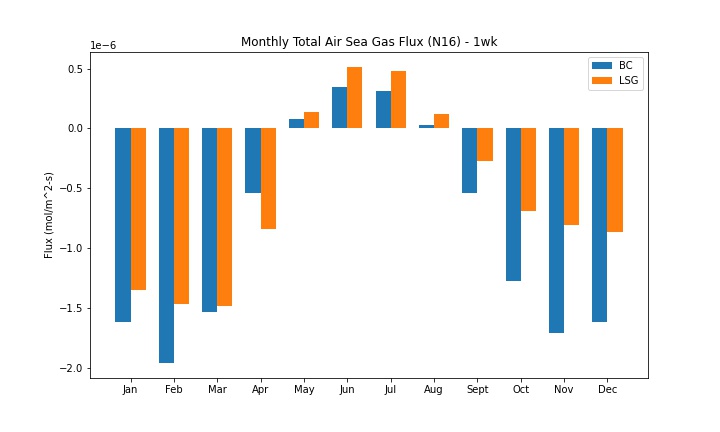 Monthly Total Air Sea Gas Flux (N16) - 1wk
1e−6
BC
LSG
0.5
0.0
−0.5
−1.0
−1.5
−2.0
Flux (mol/m^2-s)
Jan Feb Mar Apr May Jun Jul Aug Sept Oct Nov Dec